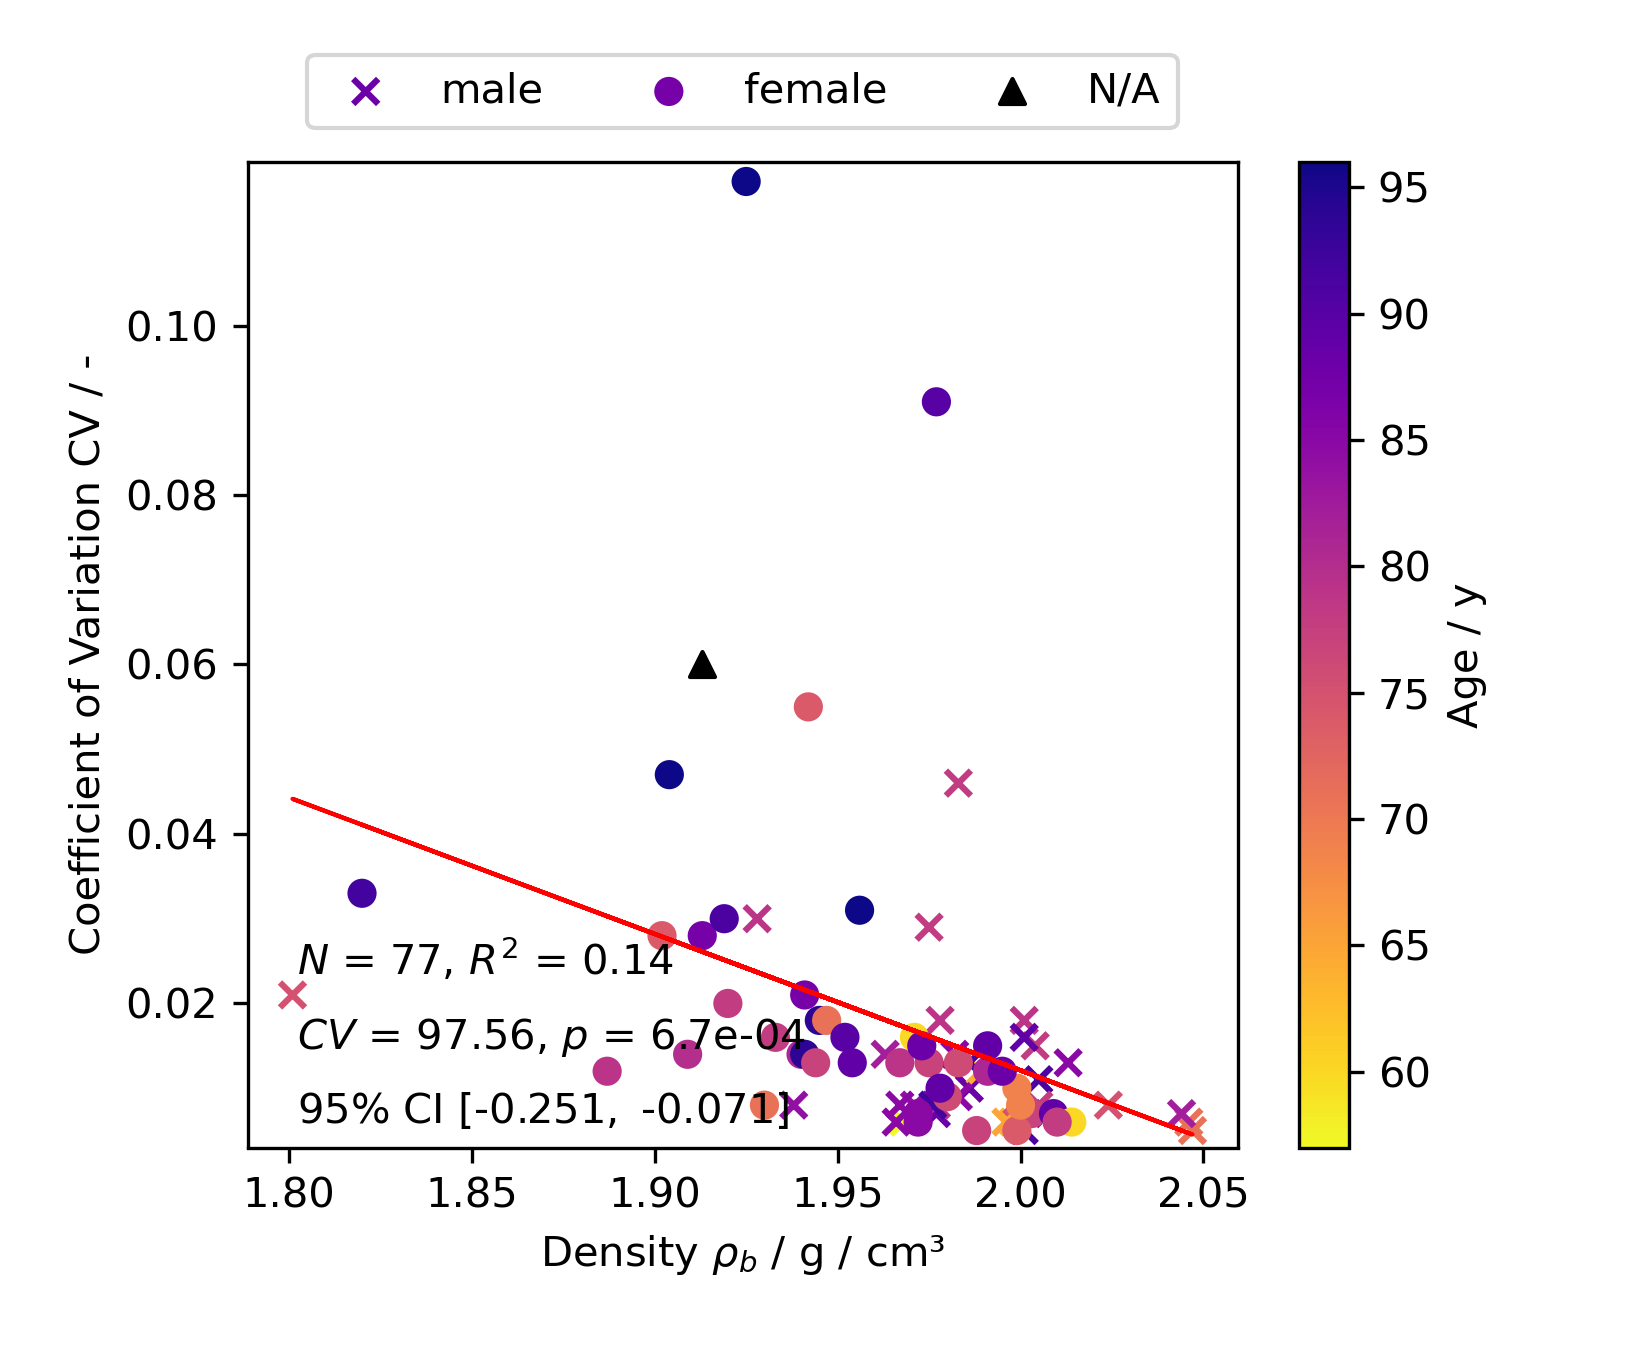 male female N/A
0.10
0.08
0.06
0.04
0.02
Coefficient of Variation CV / -
N = 77, R² = 0.14
CV = 97.56, p = 6.7e-04
95% CI [-0.251, -0.071]
1.80 1.85 1.90 1.95 2.00 2.05
Density ρb / g / cm³
95
90
85
80
75
70
65
60
Age / y